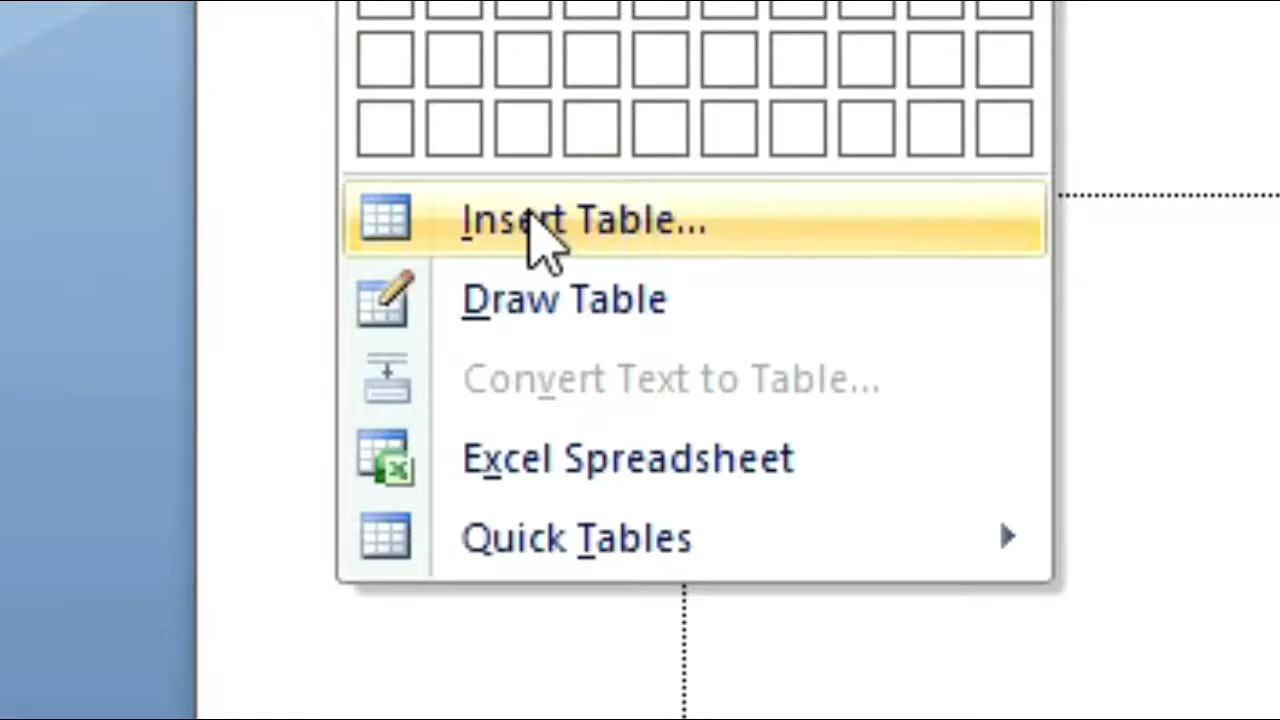 Insert Table...
Draw Table
Convert Text to Table...
Excel Spreadsheet
Quick Tables